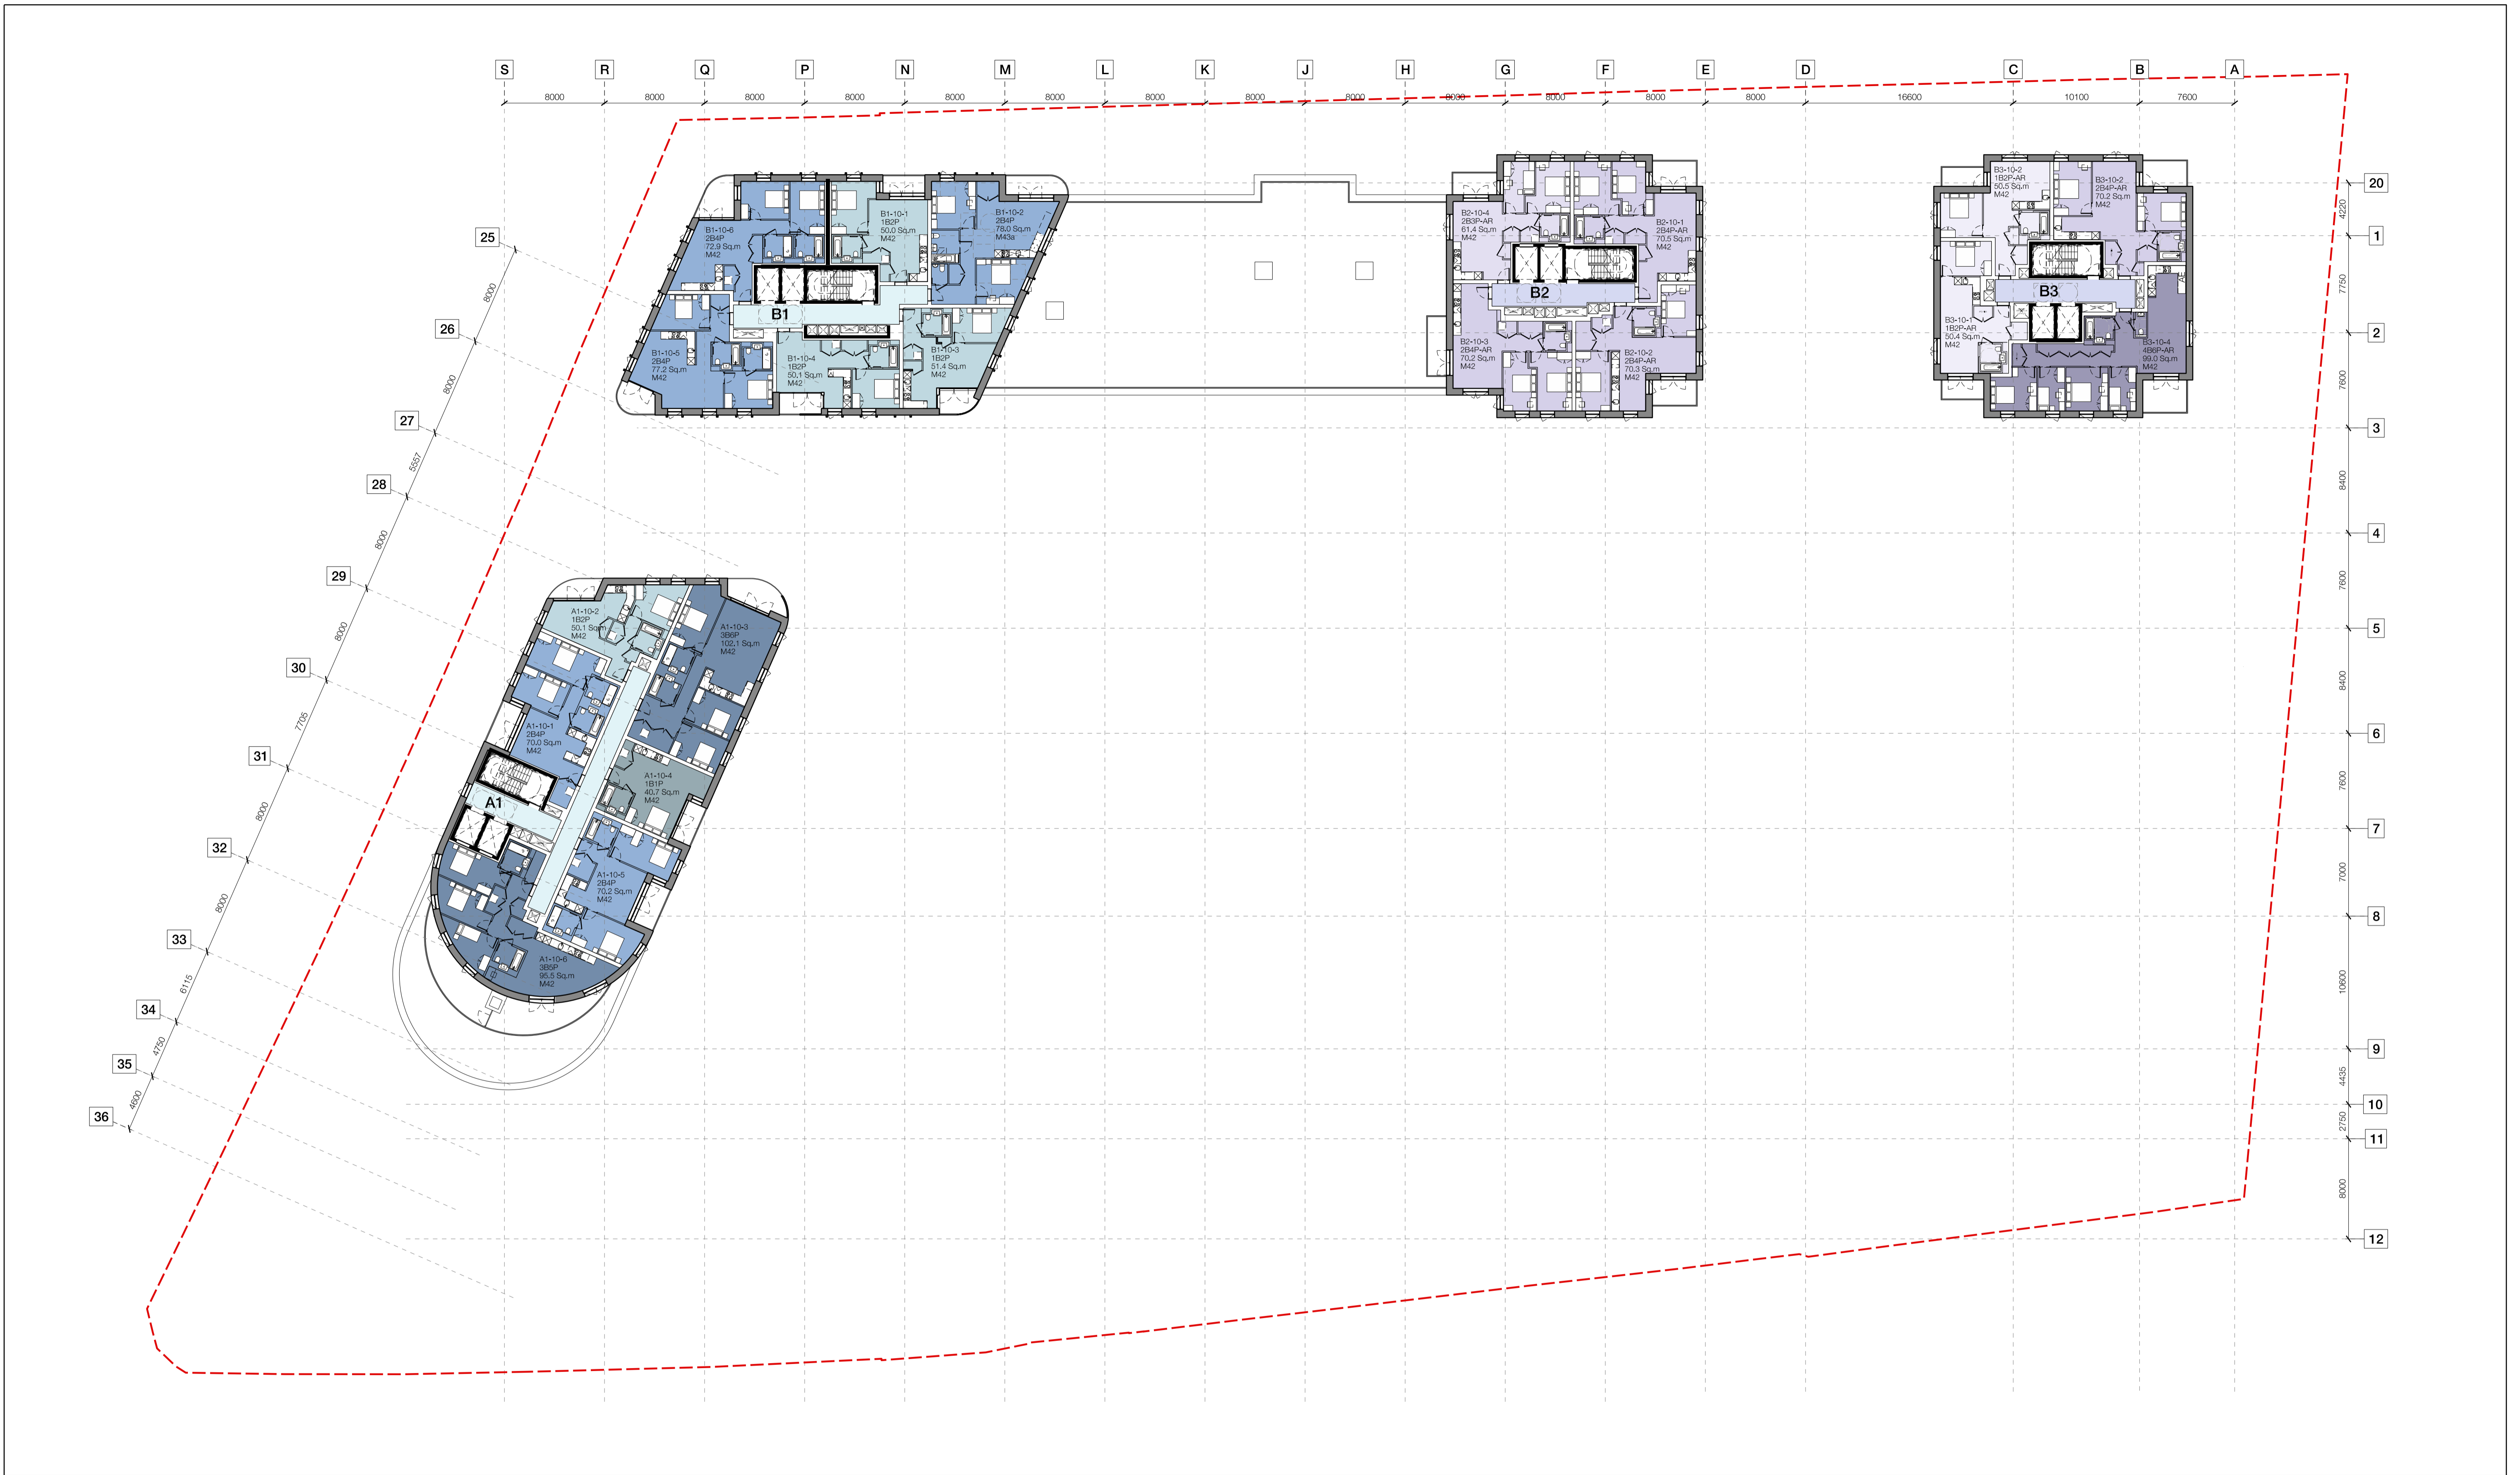 S R Q P N M L K J H G F E D C B A
8000 8000 8000 8000 8000 8000 8000 8000 8000 8030 8000 8000 8000 16600 10100 7600
20
4220
1
7750
2
7600
3
8400
4
7600
5
8400
6
7600
7
7000
8
10600
9
4435
10
2750
11
8000
12
25
8000
26
8000
27
5557
28
8000
29
8000
30
7705
31
8000
32
8000
33
6115
34
4750
35
4600
36
B1-10-6
2B4P
72.9 Sq.m
M42
B1-10-1
1B2P
50.0 Sq.m
M42
B1-10-2
2B4P
78.0 Sq.m
M43a
B1
B1-10-5
2B4P
77.2 Sq.m
M42
B1-10-4
1B2P
50.1 Sq.m
M42
B1-10-3
1B2P
51.4 Sq.m
M42
B2-10-4
2B3P-AR
61.4 Sq.m
M42
B2-10-1
2B4P-AR
70.5 Sq.m
M42
B2
B2-10-3
2B4P-AR
70.2 Sq.m
M42
B2-10-2
2B4P-AR
70.3 Sq.m
M42
B3-10-2
1B2P-AR
50.5 Sq.m
M42
B3-10-2
2B4P-AR
70.2 Sq.m
M42
B3
B3-10-1
1B2P-AR
50.4 Sq.m
M42
B3-10-4
4B6P-AR
99.0 Sq.m
M42
A1-10-2
1B2P
50.1 Sq.m
M42
A1-10-3
3B6P
102.1 Sq.m
M42
A1-10-1
2B4P
70.0 Sq.m
M42
A1-10-4
1B1P
40.7 Sq.m
M42
A1
A1-10-5
2B4P
70.2 Sq.m
M42
A1-10-6
3B5P
95.5 Sq.m
M42